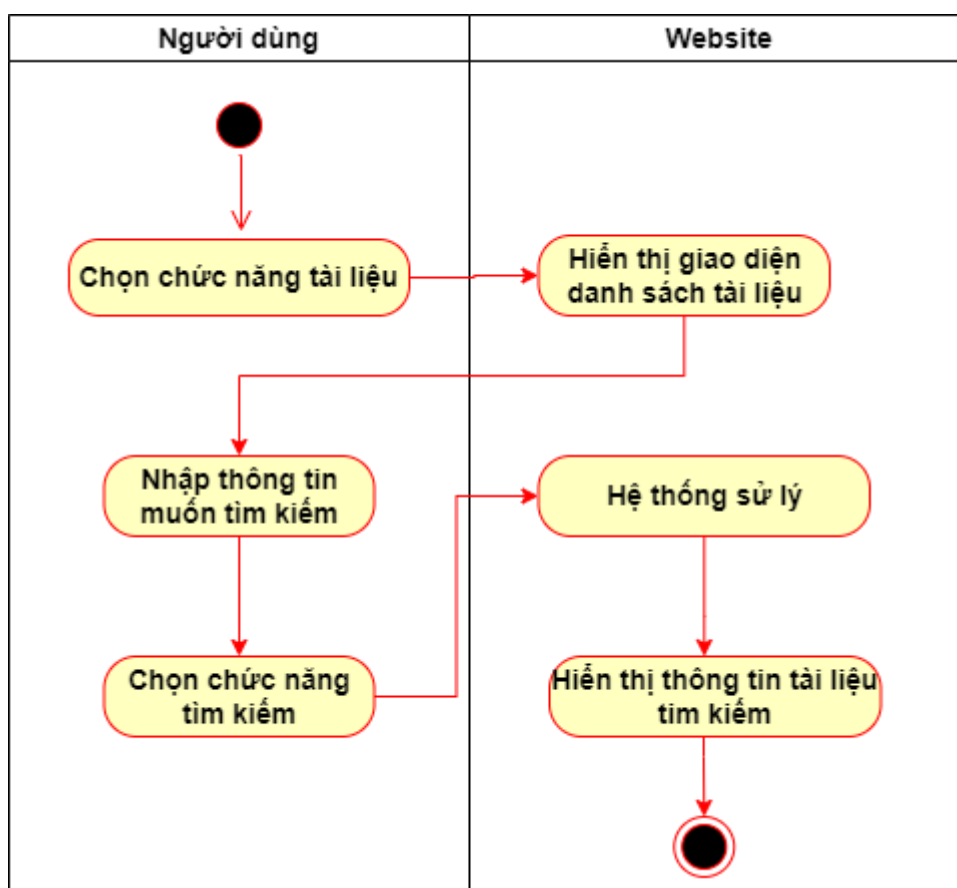 Người dùng
Website
Chọn chức năng tài liệu
Hiển thị giao diện
danh sách tài liệu
Nhập thông tin
muốn tìm kiếm
Hệ thống sử lý
Chọn chức năng
tìm kiếm
Hiển thị thông tin tài liệu
tim kiếm